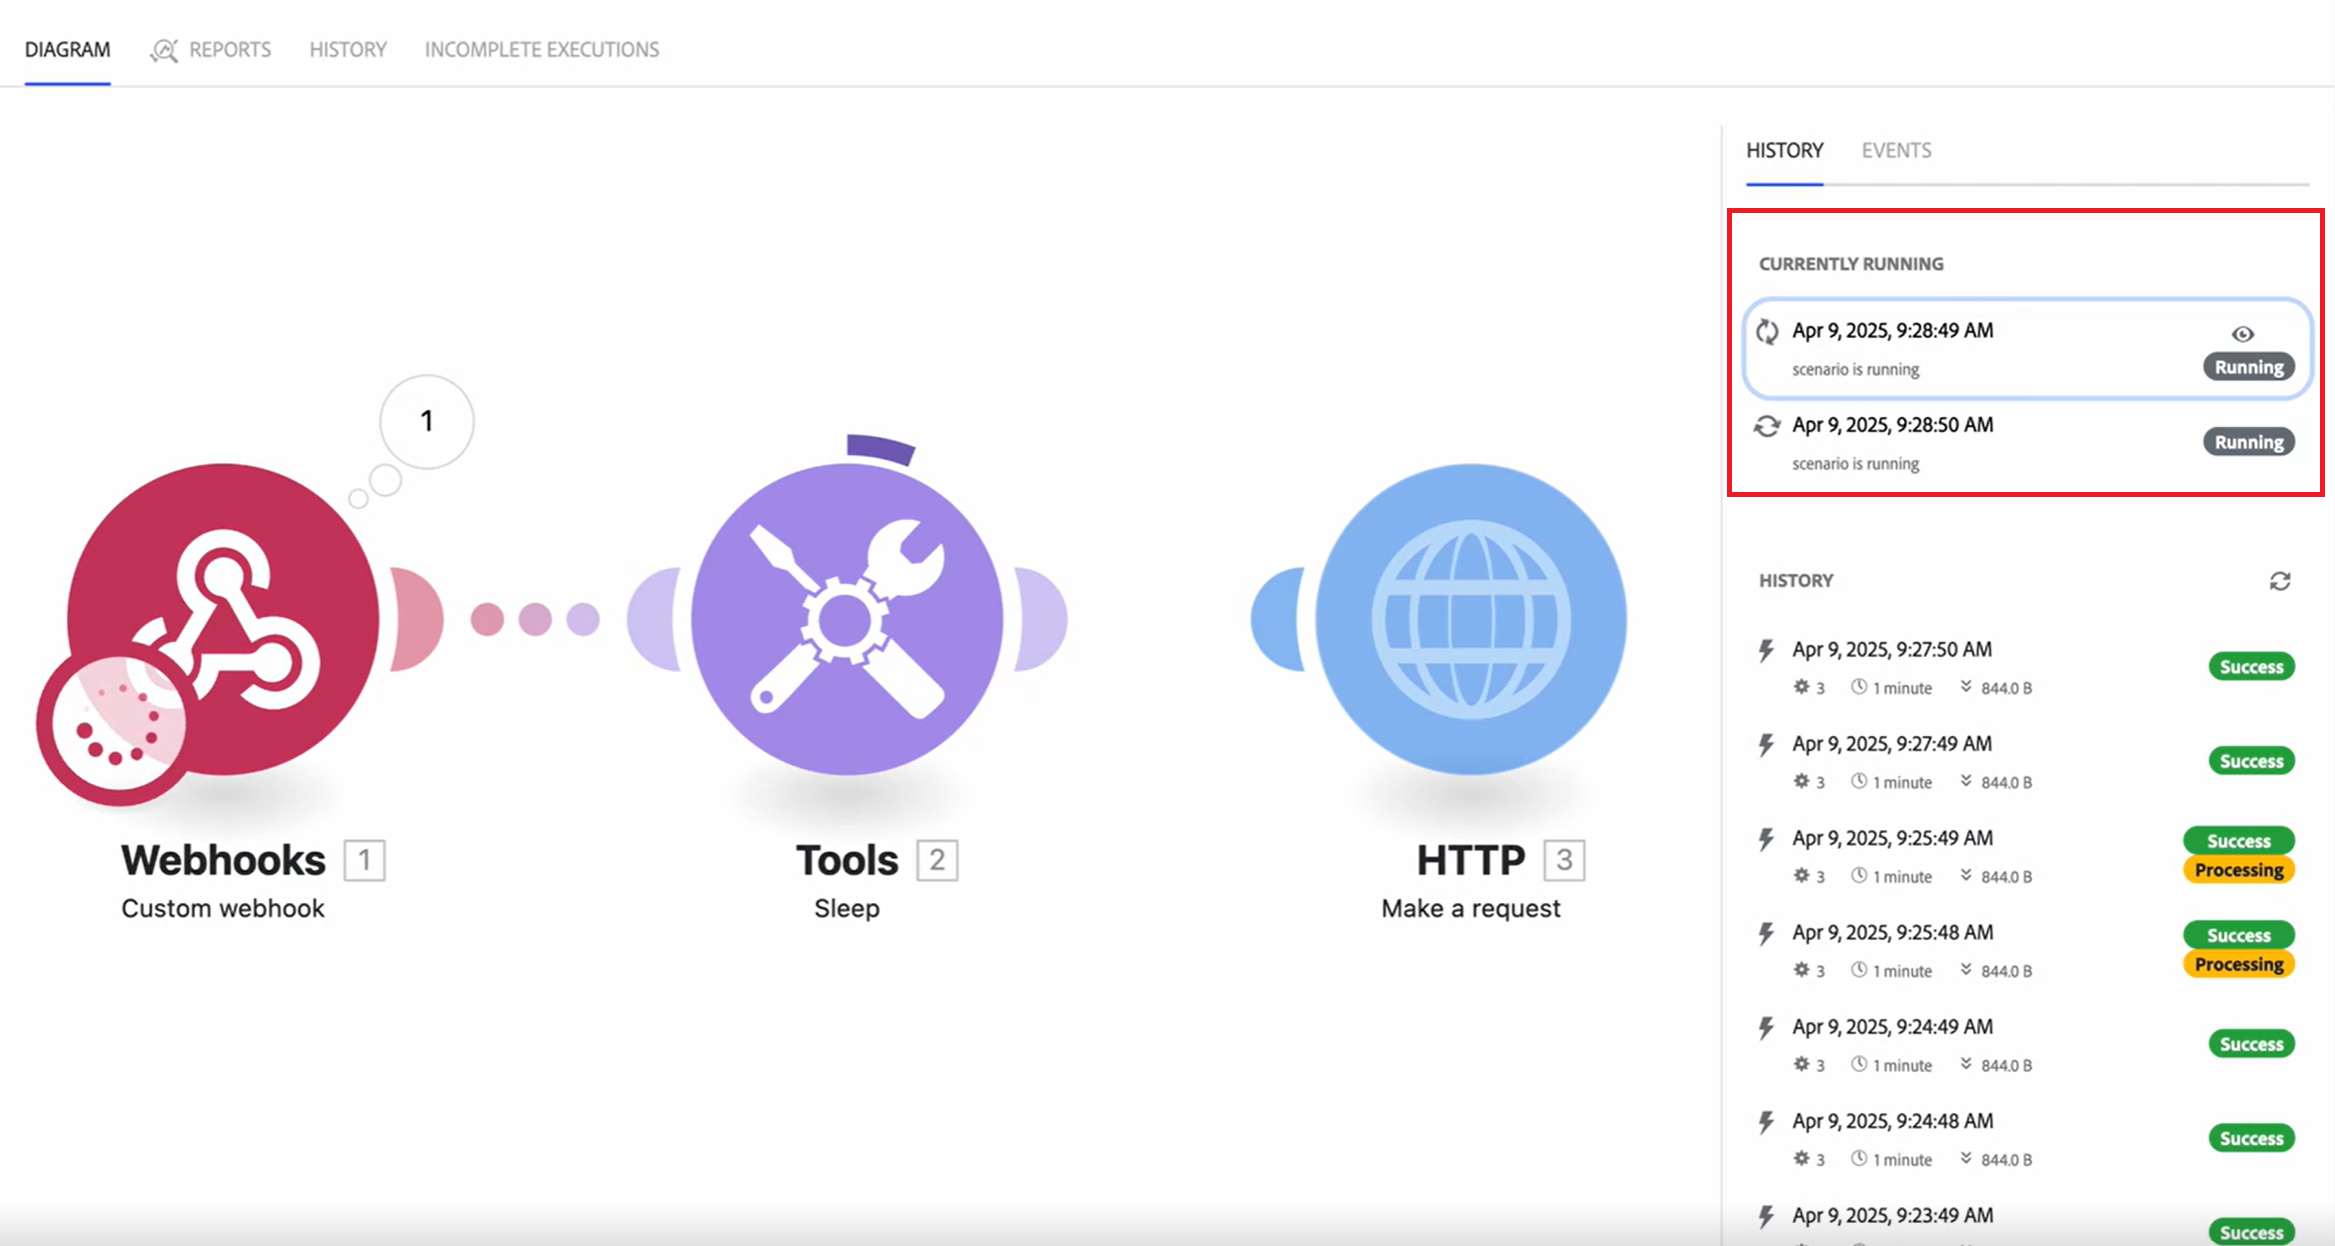 DIAGRAM REPORTS HISTORY INCOMPLETE EXECUTIONS
1
Webhooks 1
Custom webhook
Tools 2
Sleep
HTTP 3
Make a request
HISTORY EVENTS
CURRENTLY RUNNING
Apr 9, 2025, 9:28:49 AM
scenario is running Running
Apr 9, 2025, 9:28:50 AM
scenario is running Running
HISTORY
Apr 9, 2025, 9:27:50 AM
3 1 minute 844.0 B Success
Apr 9, 2025, 9:27:49 AM
3 1 minute 844.0 B Success
Apr 9, 2025, 9:25:49 AM Success
3 1 minute 844.0 B Processing
Apr 9, 2025, 9:25:48 AM Success
3 1 minute 844.0 B Processing
Apr 9, 2025, 9:24:49 AM
3 1 minute 844.0 B Success
Apr 9, 2025, 9:24:48 AM
3 1 minute 844.0 B Success
Apr 9, 2025, 9:23:49 AM
Success